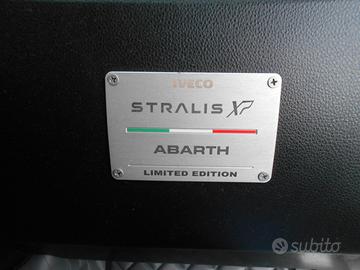 IVECO
STRALIS XP
ABARTH
LIMITED EDITION
subito